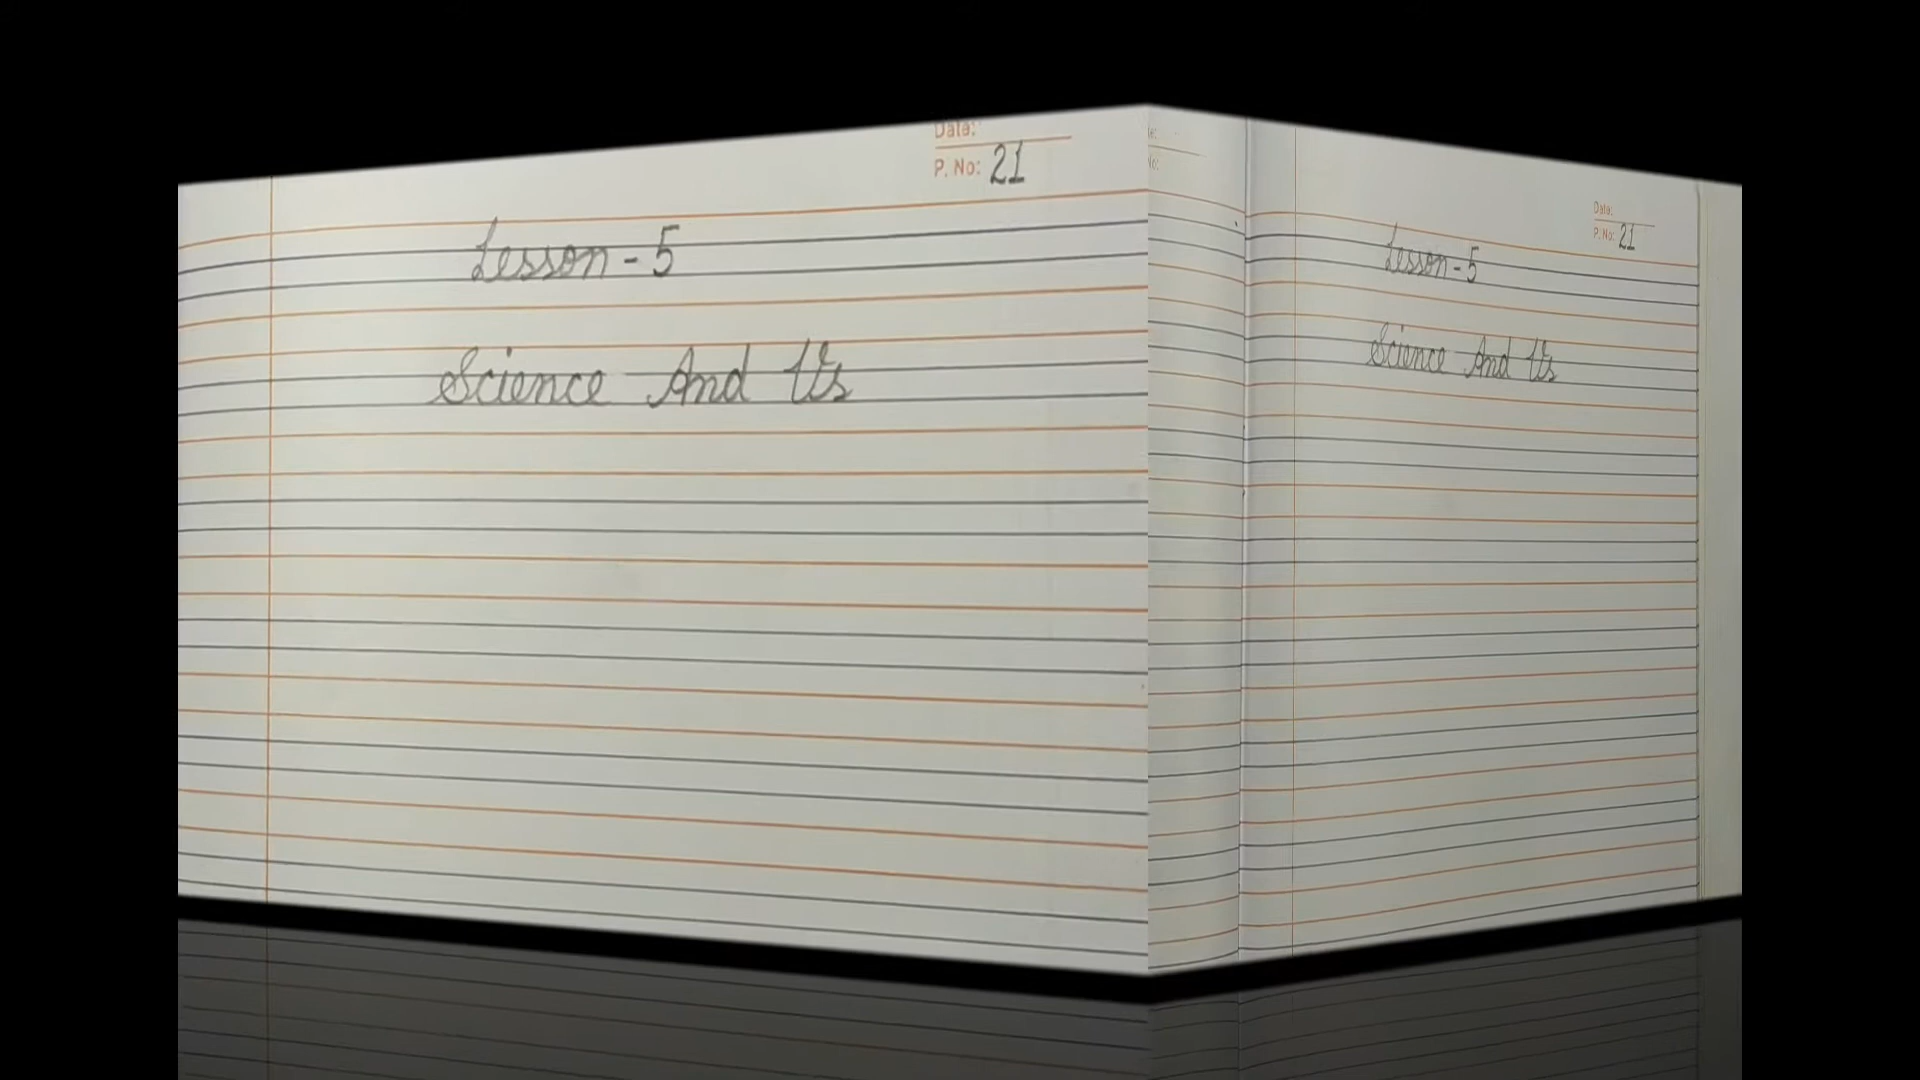 Date:
P. No: 21
Lesson - 5
Science And Us
Date:
P. No: 21
Lesson - 5
Science And Us